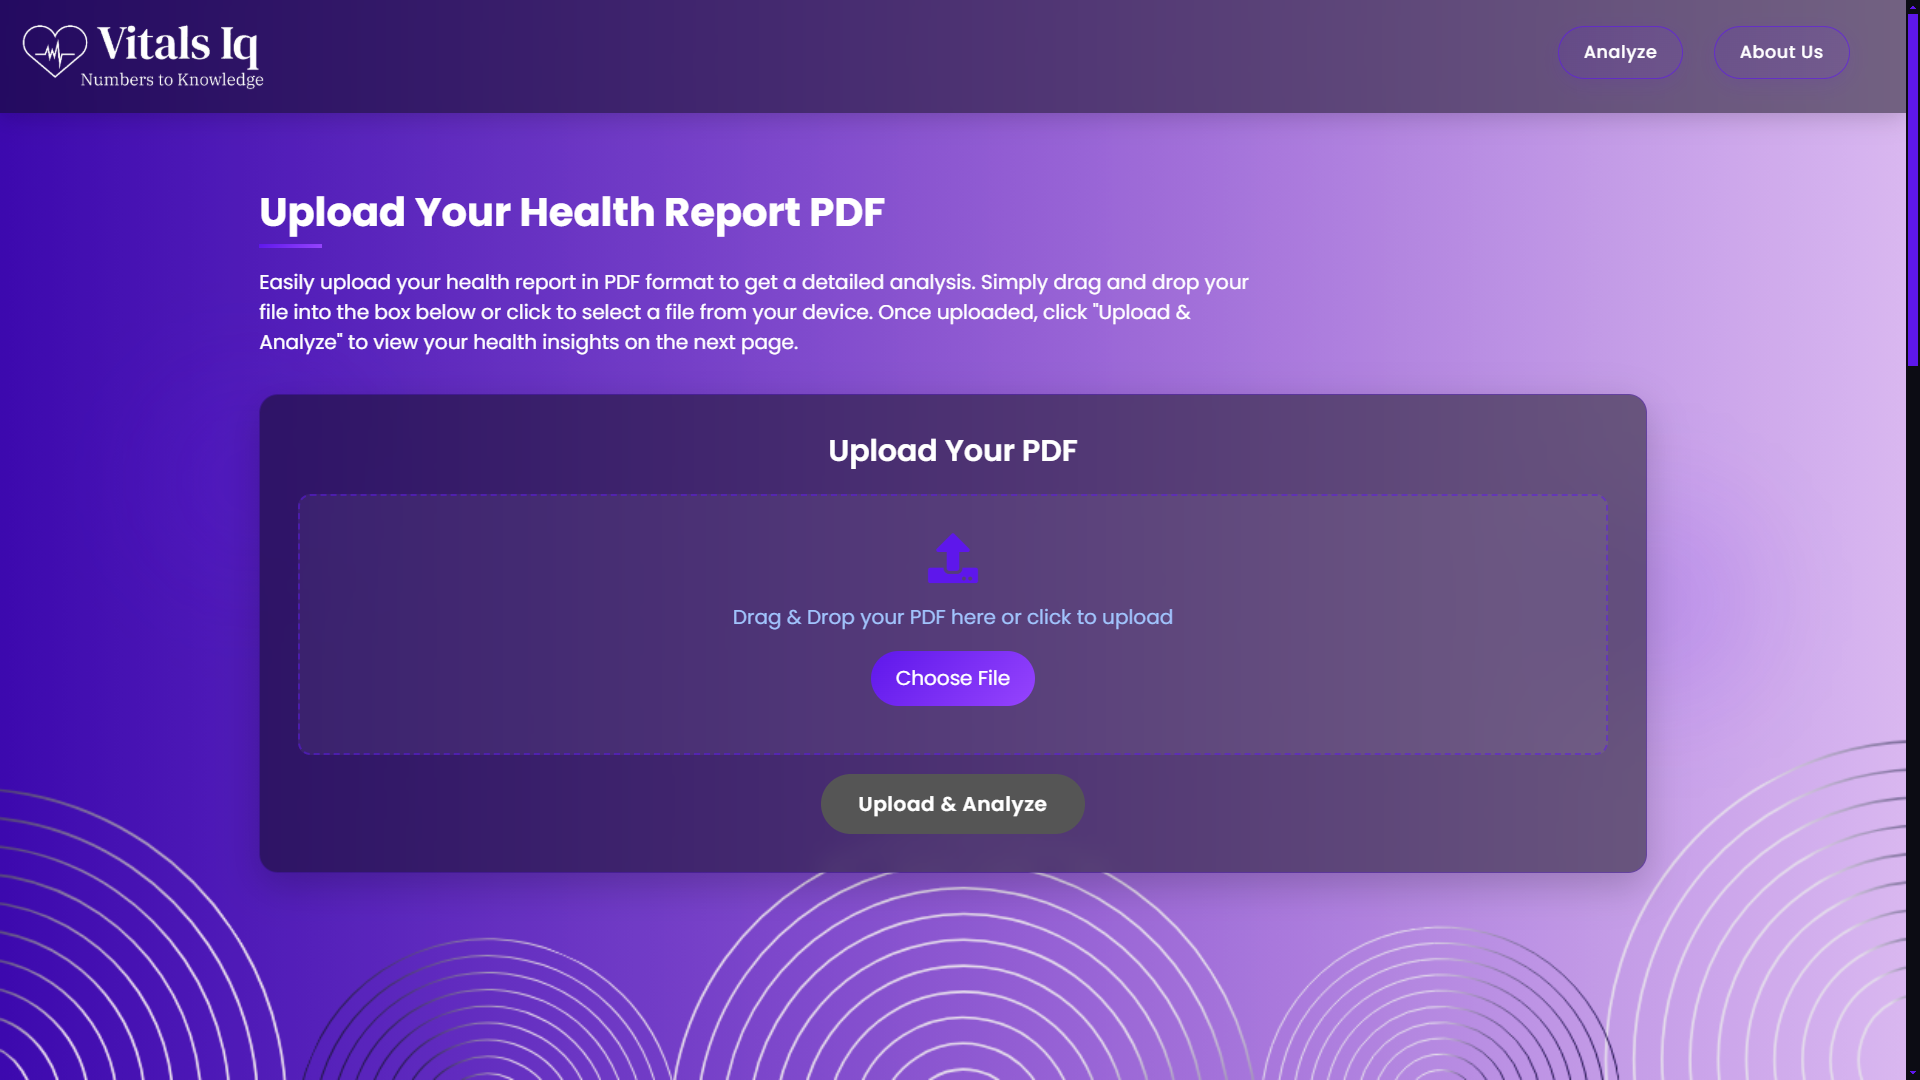 Vitals Iq
Numbers to Knowledge
Analyze
About Us
Upload Your Health Report PDF
Easily upload your health report in PDF format to get a detailed analysis. Simply drag and drop your
file into the box below or click to select a file from your device. Once uploaded, click "Upload &
Analyze" to view your health insights on the next page.
Upload Your PDF
Drag & Drop your PDF here or click to upload
Choose File
Upload & Analyze